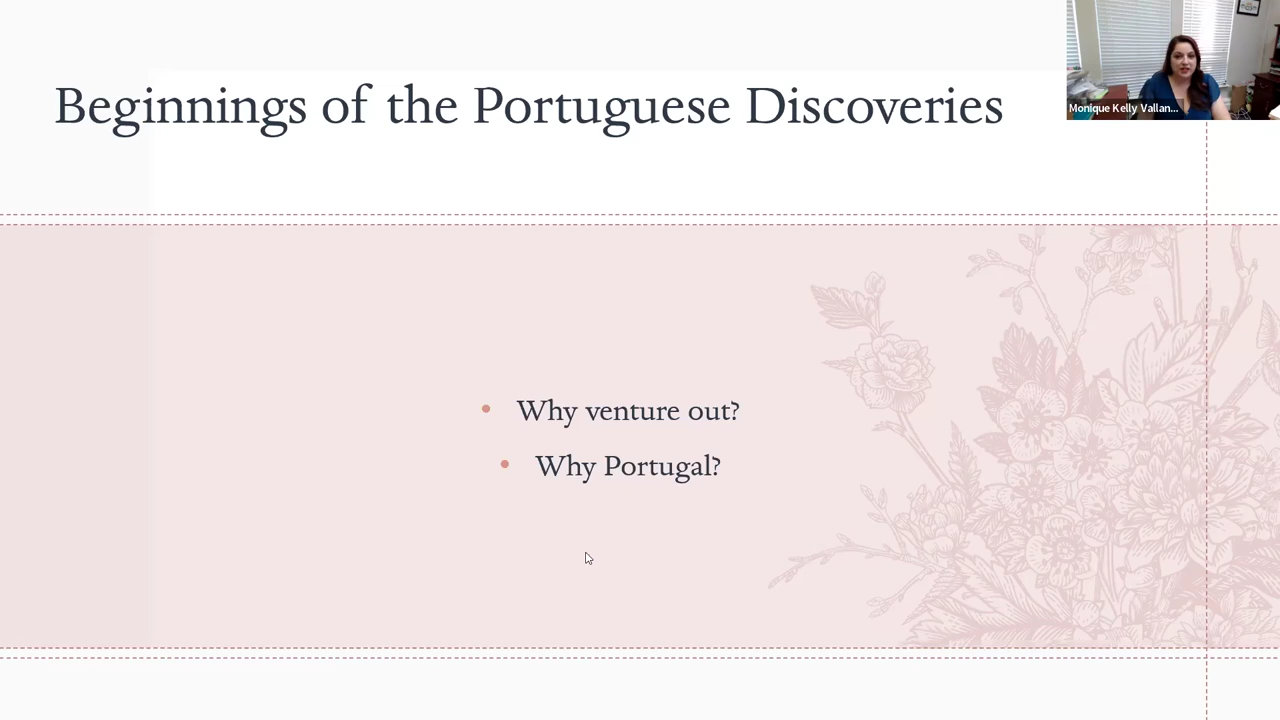 Beginnings of the Portuguese Discoveries
Monique Kelly Vallan...
• Why venture out?
• Why Portugal?